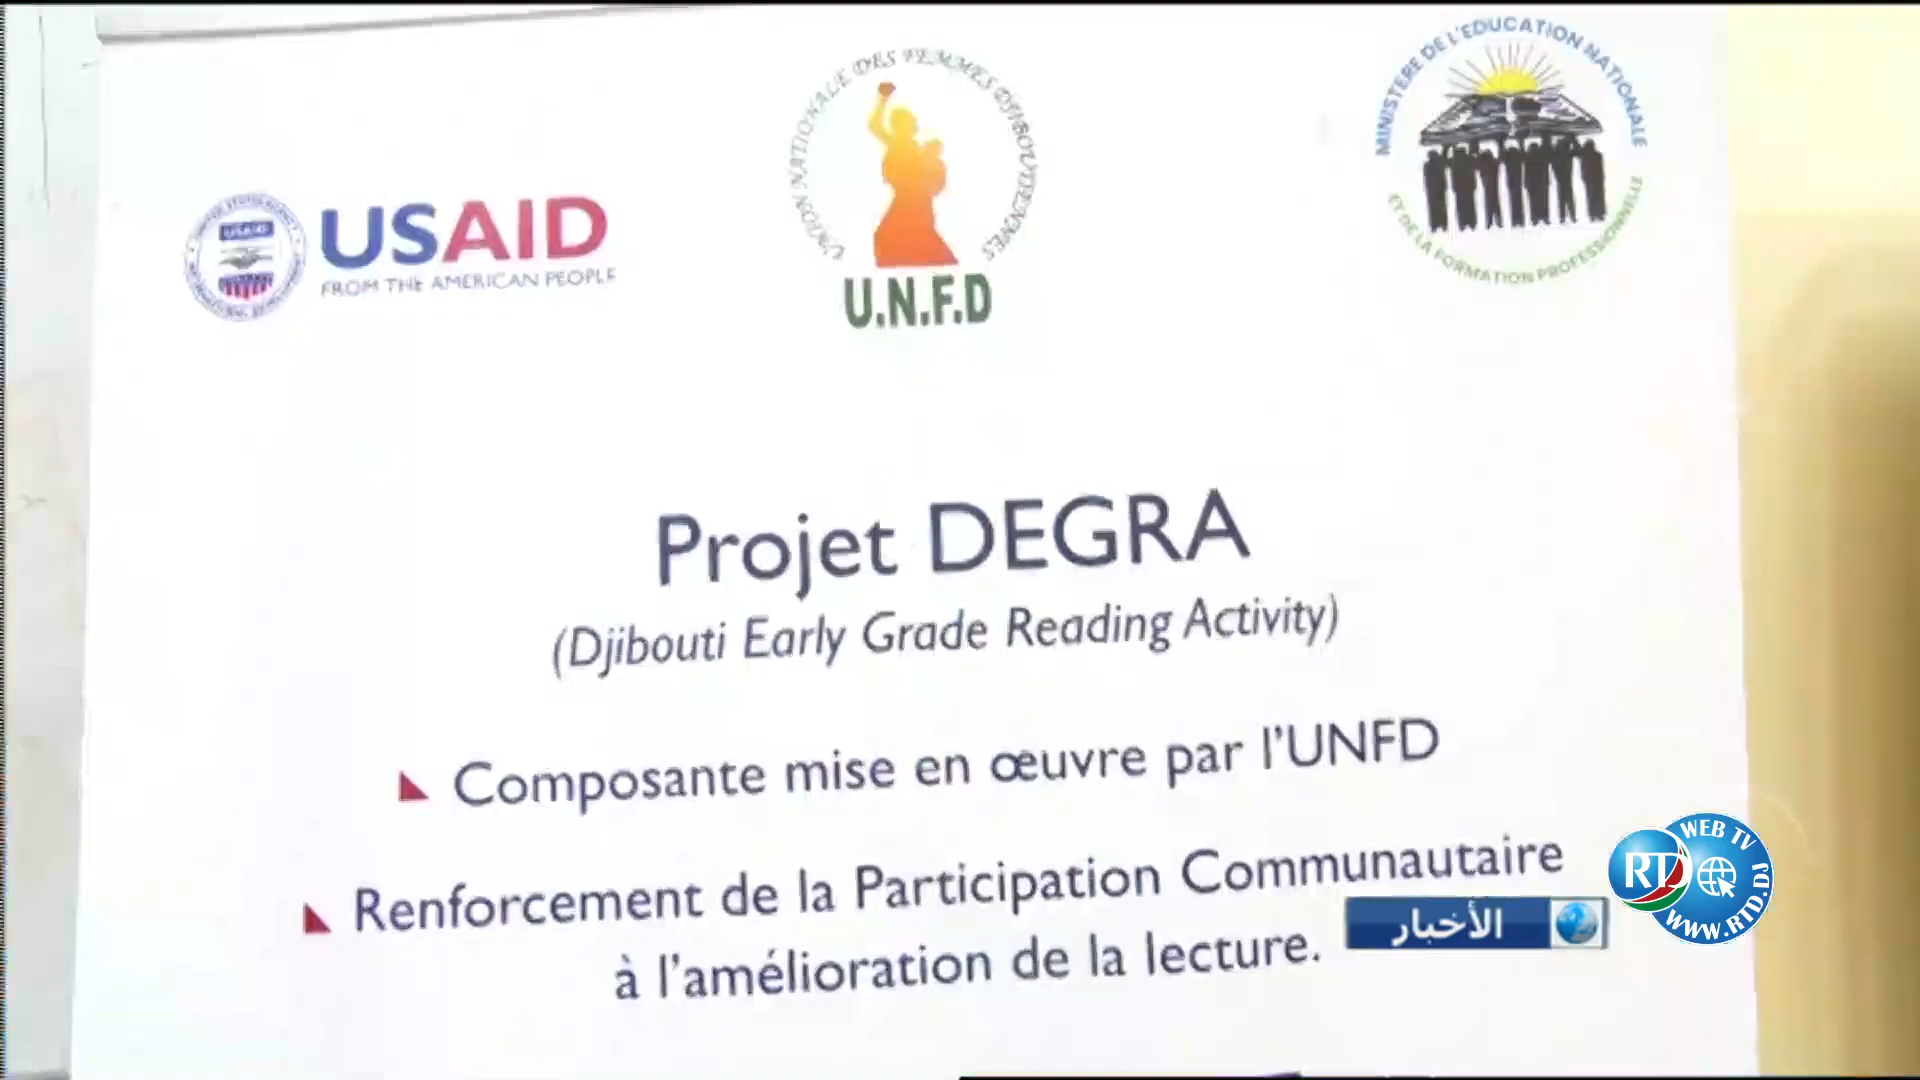 UNION NATIONALE DES FEMMES DJIBOUTIENNES
U.N.F.D
MINISTERE DE L'EDUCATION NATIONALE
ET DE LA FORMATION PROFESSIONNELLE
USAID
USAID
FROM THE AMERICAN PEOPLE
Projet DEGRA
(Djibouti Early Grade Reading Activity)
Composante mise en œuvre par l'UNFD
Renforcement de la Participation Communautaire
à l'amélioration de la lecture.
الأخبار
WEB TV
RTD
WWW.RTD.DJ